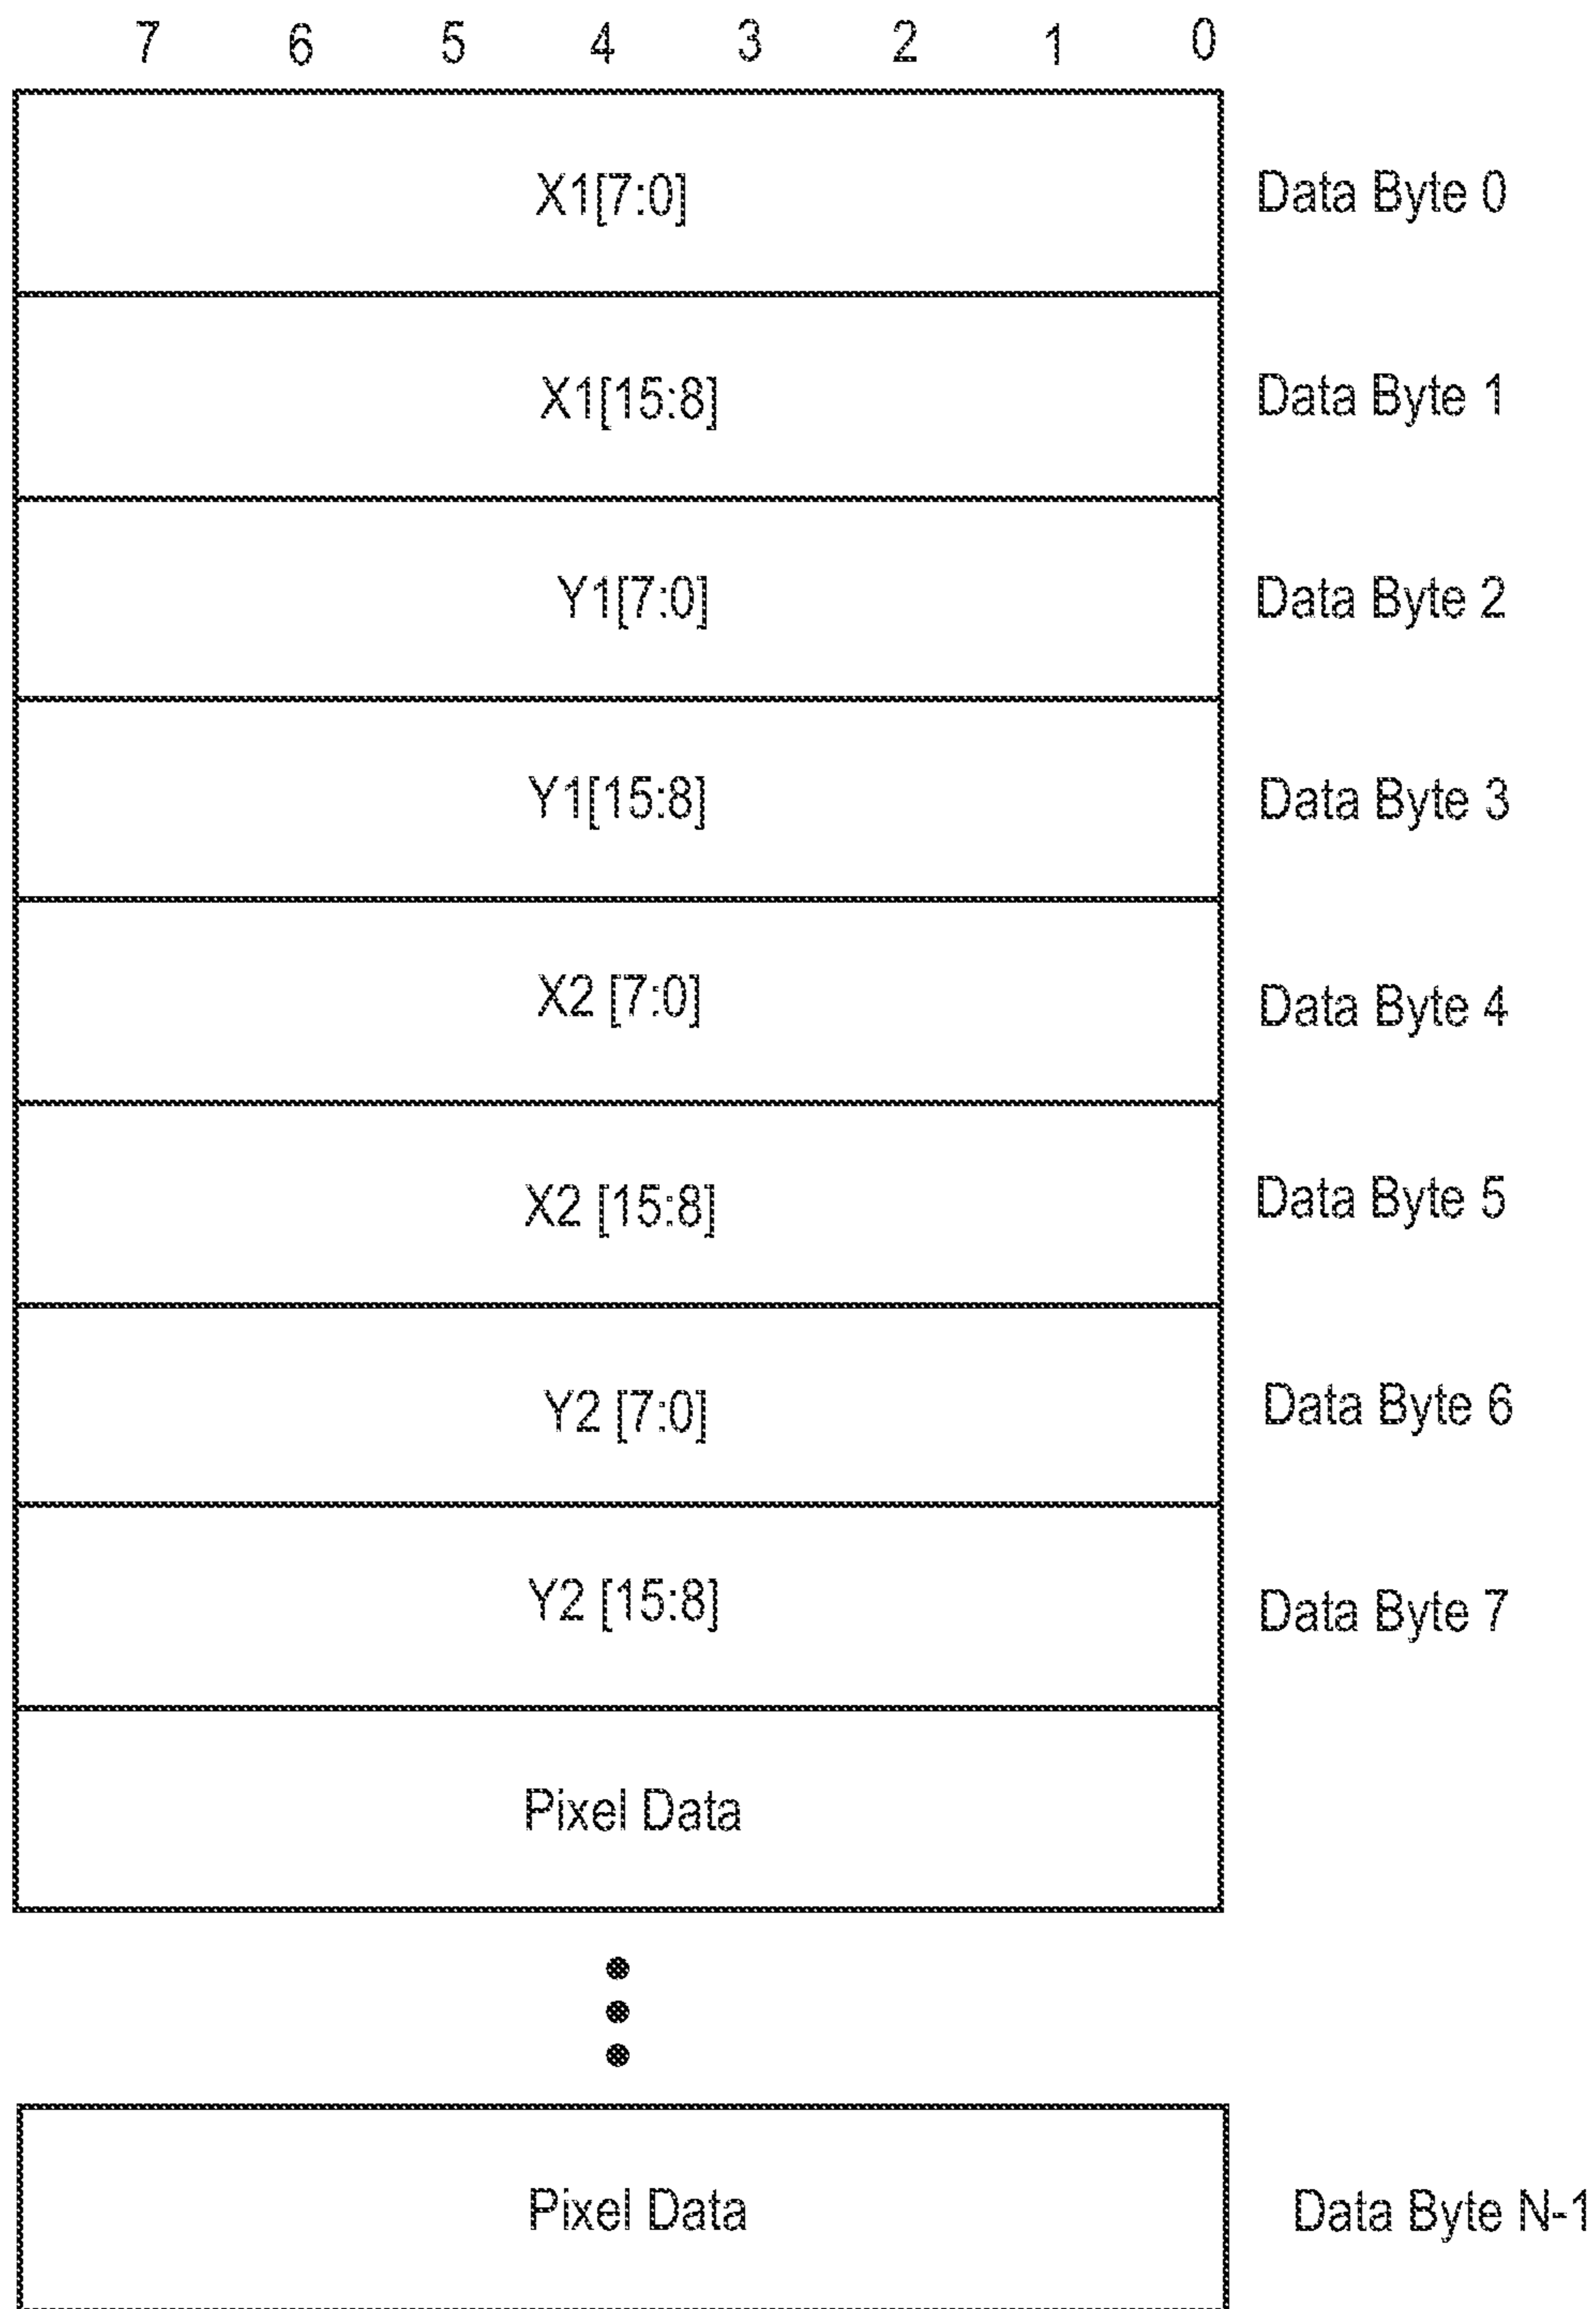 7 6 5 4 3 2 1 0
X1[7:0] Data Byte 0
X1[15:8] Data Byte 1
Y1[7:0] Data Byte 2
Y1[15:8] Data Byte 3
X2 [7:0] Data Byte 4
X2 [15:8] Data Byte 5
Y2 [7:0] Data Byte 6
Y2 [15:8] Data Byte 7
Pixel Data
Pixel Data Data Byte N-1